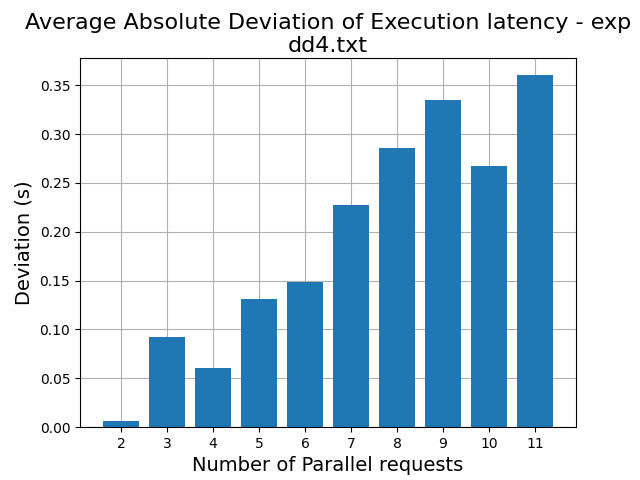 Average Absolute Deviation of Execution latency - exp
dd4.txt
0.35
0.30
0.25
0.20
0.15
0.10
0.05
0.00
Deviation (s)
2 3 4 5 6 7 8 9 10 11
Number of Parallel requests